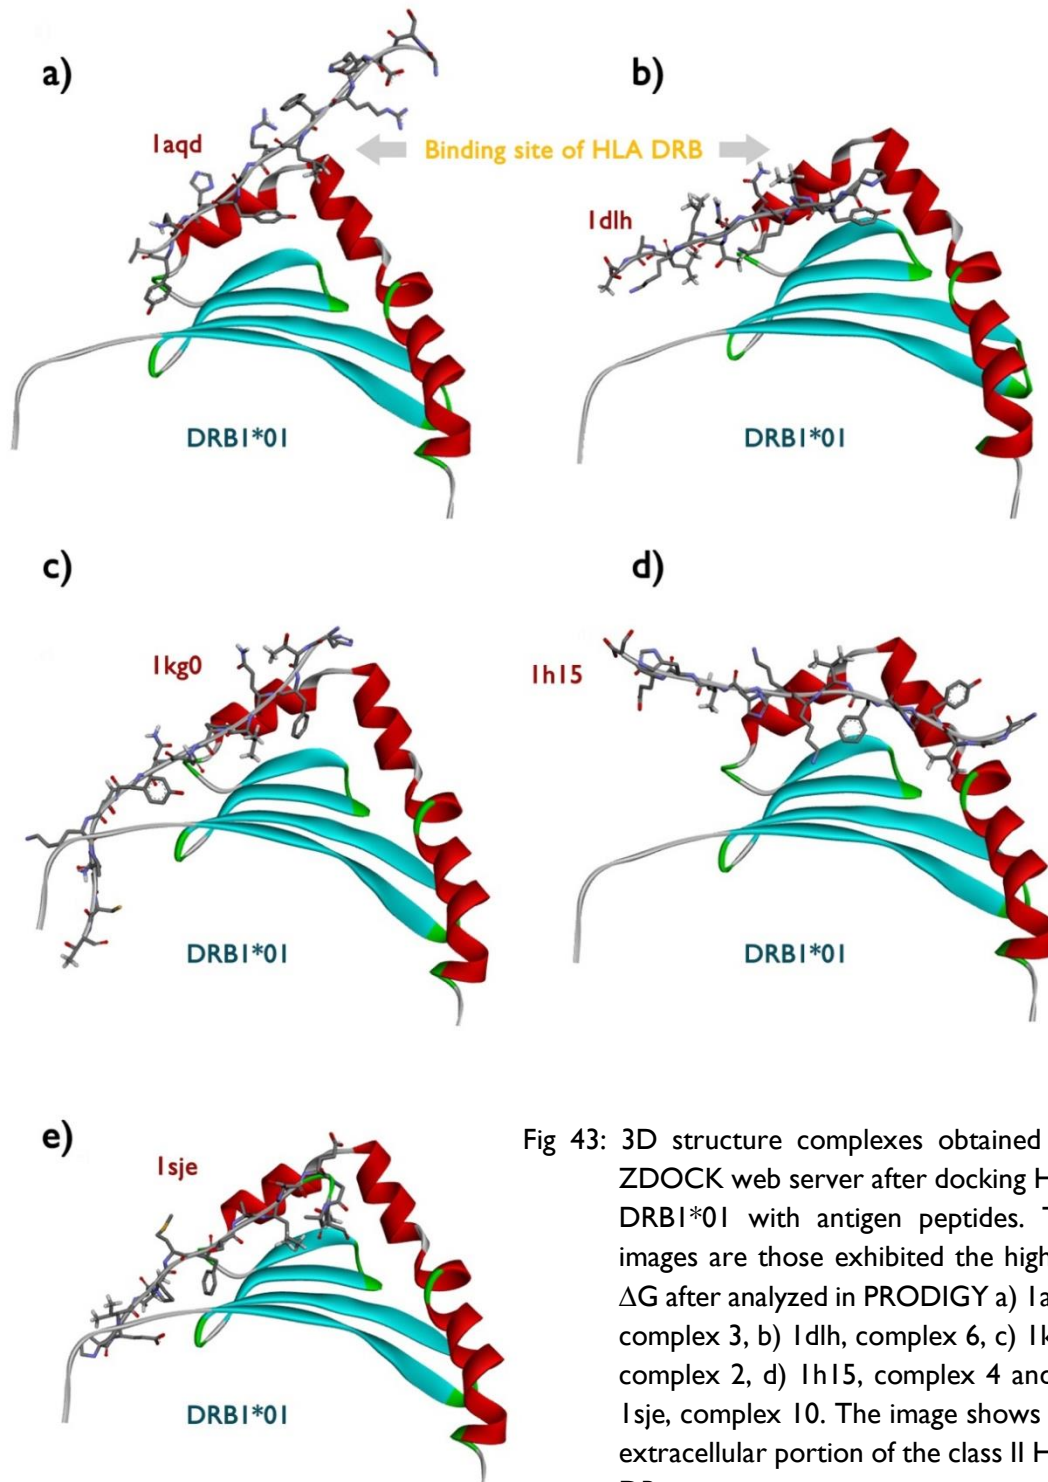 a)
b)
1aqd
Binding site of HLA DRB
1dlh
DRB1*01
DRB1*01
c)
d)
1kg0
1h15
DRB1*01
DRB1*01
e)
1sje
DRB1*01
Fig 43: 3D structure complexes obtained
ZDOCK web server after docking H
DRB1*01 with antigen peptides. T
images are those exhibited the high
ΔG after analyzed in PRODIGY a) 1a
complex 3, b) 1dlh, complex 6, c) 1k
complex 2, d) 1h15, complex 4 and
1sje, complex 10. The image shows
extracellular portion of the class II H